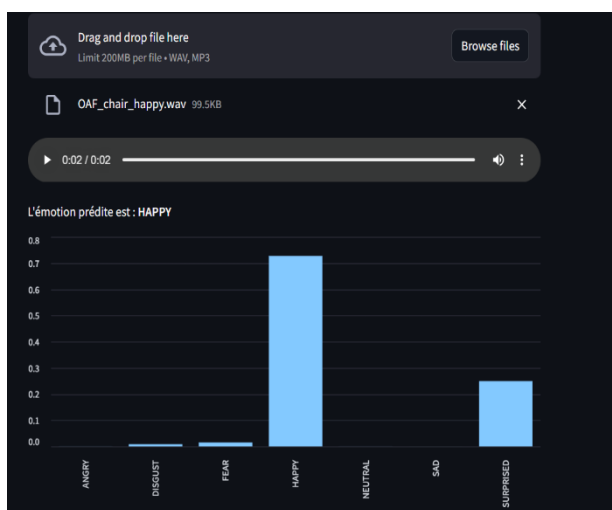 Drag and drop file here
Limit 200MB per file • WAV, MP3
Browse files
OAF_chair_happy.wav 99.5KB
0:02 / 0:02
L'émotion prédite est : HAPPY
0.8
0.7
0.6
0.5
0.4
0.3
0.2
0.1
0.0
ANGRY
DISGUST
FEAR
HAPPY
NEUTRAL
SAD
SURPRISED